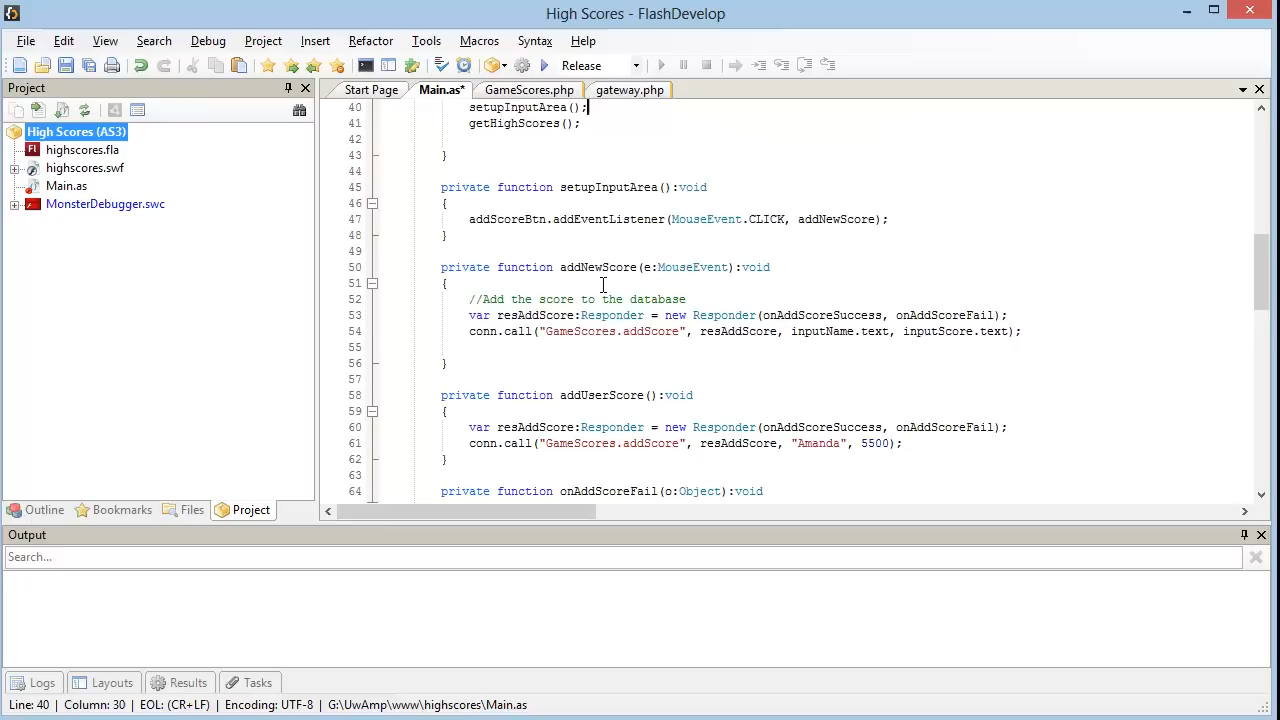 High Scores - FlashDevelop
File Edit View Search Debug Project Insert Refactor Tools Macros Syntax Help
Release
Project
Start Page Main.as* GameScores.php gateway.php
High Scores (AS3)
highscores.fla
highscores.swf
Main.as
MonsterDebugger.swc
40 setupInputArea();
41 getHighScores();
42
43 }
44
45 private function setupInputArea():void
46 {
47 addScoreBtn.addEventListener(MouseEvent.CLICK, addNewScore);
48 }
49
50 private function addNewScore(e:MouseEvent):void
51 {
52 //Add the score to the database
53 var resAddScore:Responder = new Responder(onAddScoreSuccess, onAddScoreFail);
54 conn.call("GameScores.addScore", resAddScore, inputName.text, inputScore.text);
55
56 }
57
58 private function addUserScore():void
59 {
60 var resAddScore:Responder = new Responder(onAddScoreSuccess, onAddScoreFail);
61 conn.call("GameScores.addScore", resAddScore, "Amanda", 5500);
62 }
63
64 private function onAddScoreFail(o:Object):void
Outline Bookmarks Files Project
Output
Search...
Logs Layouts Results Tasks
Line: 40 Column: 30 EOL: (CR+LF) Encoding: UTF-8 G:\UwAmp\www\highscores\Main.as